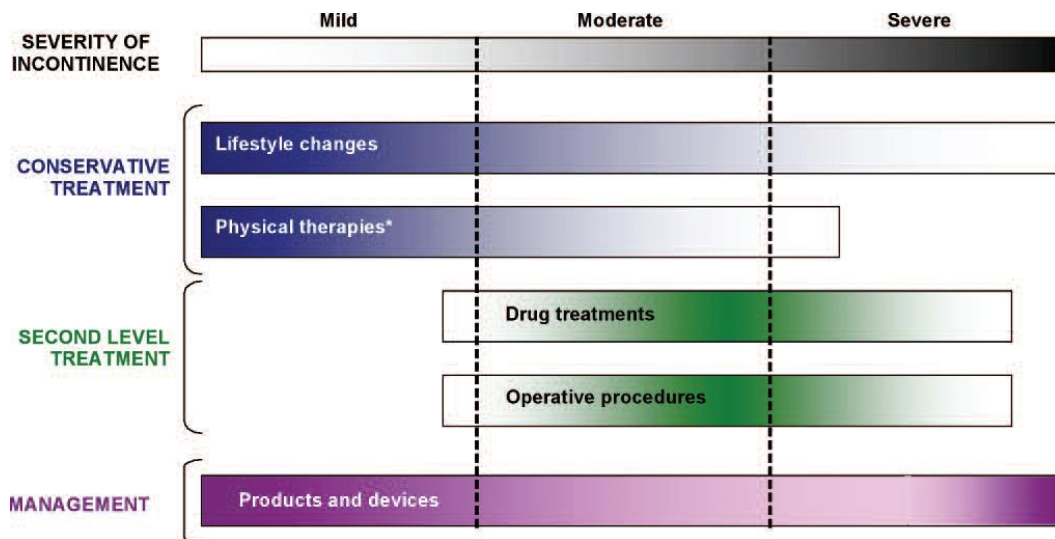 Mild Moderate Severe
SEVERITY OF
INCONTINENCE
Lifestyle changes
CONSERVATIVE
TREATMENT
Physical therapies*
Drug treatments
SECOND LEVEL
TREATMENT
Operative procedures
Products and devices
MANAGEMENT